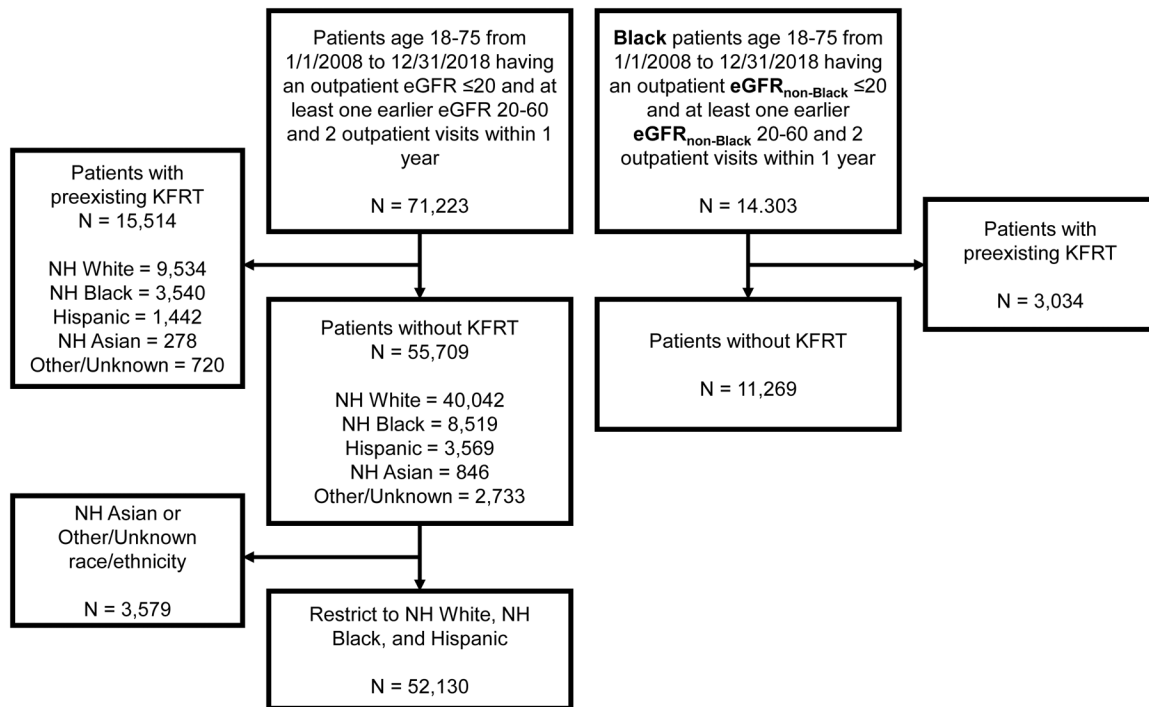 Patients age 18-75 from
1/1/2008 to 12/31/2018 having
an outpatient eGFR ≤20 and at
least one earlier eGFR 20-60
and 2 outpatient visits within 1
year
N = 71,223
Black patients age 18-75 from
1/1/2008 to 12/31/2018 having
an outpatient eGFRnon-Black ≤20
and at least one earlier
eGFRnon-Black 20-60 and 2
outpatient visits within 1 year
N = 14.303
Patients with
preexisting KFRT
N = 15,514
NH White = 9,534
NH Black = 3,540
Hispanic = 1,442
NH Asian = 278
Other/Unknown = 720
Patients with
preexisting KFRT
N = 3,034
Patients without KFRT
N = 55,709
NH White = 40,042
NH Black = 8,519
Hispanic = 3,569
NH Asian = 846
Other/Unknown = 2,733
Patients without KFRT
N = 11,269
NH Asian or
Other/Unknown
race/ethnicity
N = 3,579
Restrict to NH White, NH
Black, and Hispanic
N = 52,130